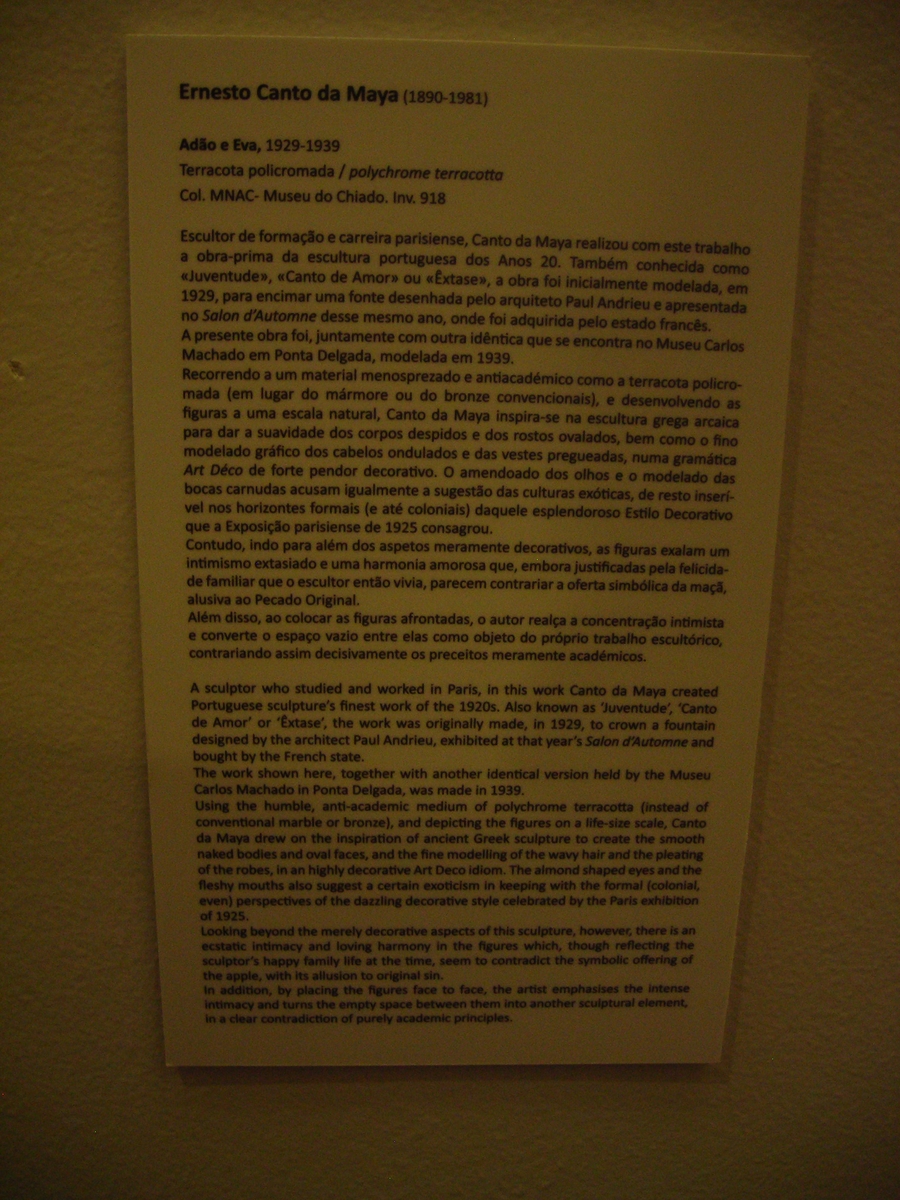 Ernesto Canto da Maya (1890-1981)
Adão e Eva, 1929-1939
Terracota policromada / polychrome terracotta
Col. MNAC- Museu do Chiado. Inv. 918
Escultor de formação e carreira parisiense, Canto da Maya realizou com este trabalho
a obra-prima da escultura portuguesa dos Anos 20. Também conhecida como
«Juventude», «Canto de Amor» ou «Êxtase», a obra foi inicialmente modelada, em
1929, para encimar uma fonte desenhada pelo arquiteto Paul Andrieu e apresentada
no Salon d'Automne desse mesmo ano, onde foi adquirida pelo estado francês.
A presente obra foi, juntamente com outra idêntica que se encontra no Museu Carlos
Machado em Ponta Delgada, modelada em 1939.
Recorrendo a um material menosprezado e antiacadémico como a terracota policro-
mada (em lugar do mármore ou do bronze convencionais), e desenvolvendo as
figuras a uma escala natural, Canto da Maya inspira-se na escultura grega arcaica
para dar a suavidade dos corpos despidos e dos rostos ovalados, bem como o fino
modelado gráfico dos cabelos ondulados e das vestes pregueadas, numa gramática
Art Déco de forte pendor decorativo. O amendoado dos olhos e o modelado das
bocas carnudas acusam igualmente a sugestão das culturas exóticas, de resto inserí-
vel nos horizontes formais (e até coloniais) daquele esplendoroso Estilo Decorativo
que a Exposição parisiense de 1925 consagrou.
Contudo, indo para além dos aspetos meramente decorativos, as figuras exalam um
intimismo extasiado e uma harmonia amorosa que, embora justificadas pela felicida-
de familiar que o escultor então vivia, parecem contrariar a oferta simbólica da maçã,
alusiva ao Pecado Original.
Além disso, ao colocar as figuras afrontadas, o autor realça a concentração intimista
e converte o espaço vazio entre elas como objeto do próprio trabalho escultórico,
contrariando assim decisivamente os preceitos meramente académicos.
A sculptor who studied and worked in Paris, in this work Canto da Maya created
Portuguese sculpture's finest work of the 1920s. Also known as 'Juventude', 'Canto
de Amor' or 'Êxtase', the work was originally made, in 1929, to crown a fountain
designed by the architect Paul Andrieu, exhibited at that year's Salon d'Automne and
bought by the French state.
The work shown here, together with another identical version held by the Museu
Carlos Machado in Ponta Delgada, was made in 1939.
Using the humble, anti-academic medium of polychrome terracotta (instead of
conventional marble or bronze), and depicting the figures on a life-size scale, Canto
da Maya drew on the inspiration of ancient Greek sculpture to create the smooth
naked bodies and oval faces, and the fine modelling of the wavy hair and the pleating
of the robes, in an highly decorative Art Deco idiom. The almond shaped eyes and the
fleshy mouths also suggest a certain exoticism in keeping with the formal (colonial,
even) perspectives of the dazzling decorative style celebrated by the Paris exhibition
of 1925.
Looking beyond the merely decorative aspects of this sculpture, however, there is an
ecstatic intimacy and loving harmony in the figures which, though reflecting the
sculptor's happy family life at the time, seem to contradict the symbolic offering of
the apple, with its allusion to original sin.
In addition, by placing the figures face to face, the artist emphasises the intense
intimacy and turns the empty space between them into another sculptural element,
in a clear contradiction of purely academic principles.